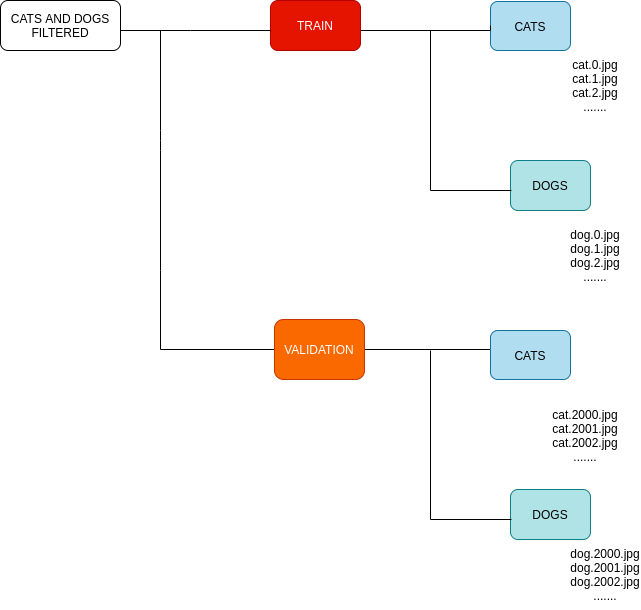 CATS AND DOGS
FILTERED
TRAIN
CATS
cat.0.jpg
cat.1.jpg
cat.2.jpg
.......
DOGS
dog.0.jpg
dog.1.jpg
dog.2.jpg
.......
VALIDATION
CATS
cat.2000.jpg
cat.2001.jpg
cat.2002.jpg
.......
DOGS
dog.2000.jpg
dog.2001.jpg
dog.2002.jpg
.......